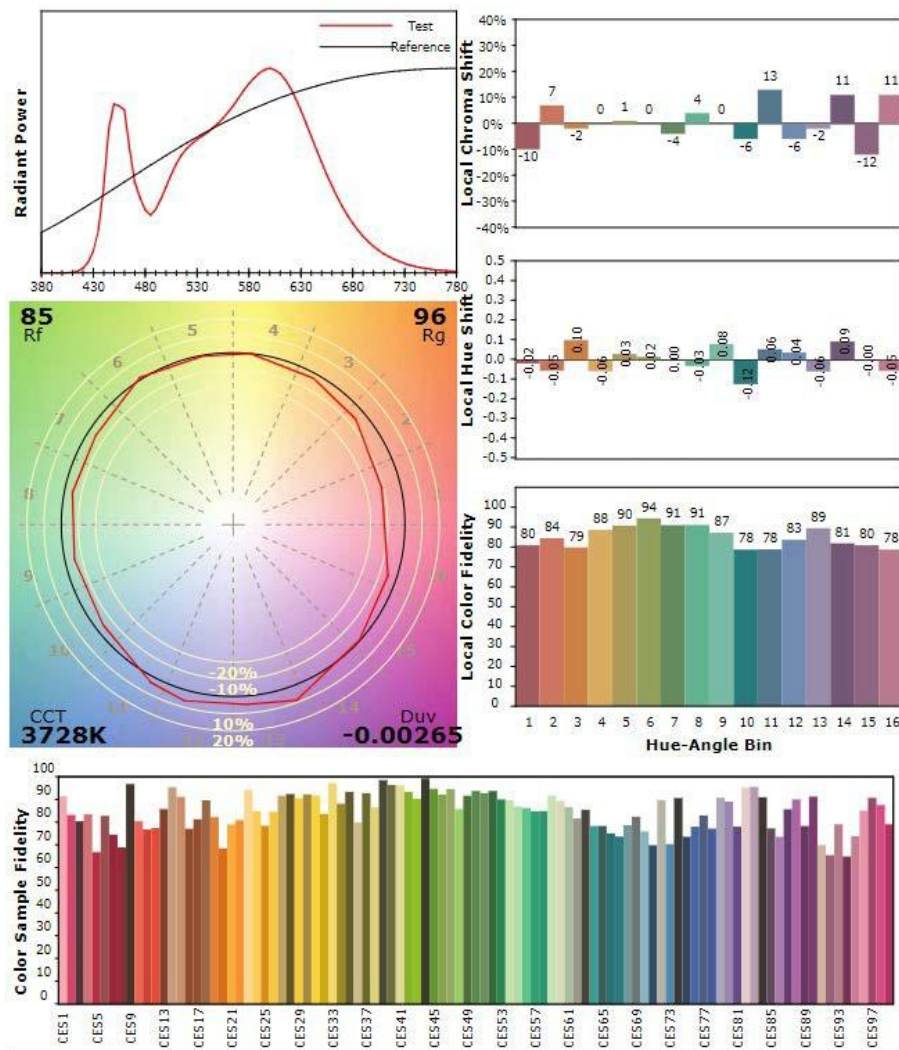 Test
Reference
Radiant Power
380 430 480 530 580 630 680 730 780
Local Chroma Shift
40%
30%
20%
10%
0%
-10%
-20%
-30%
-40%
-10 7 -2 0 1 0 -4 4 0 -6 13 -6 -2 11 -12 11
Local Hue Shift
0.5
0.4
0.3
0.2
0.1
0.0
-0.1
-0.2
-0.3
-0.4
-0.5
-0.02 -0.05 0.10 -0.06 0.03 0.02 0.00 -0.03 0.08 -0.12 0.06 0.04 -0.06 0.09 -0.00 -0.05
85
Rf
96
Rg
5 4
6 3
7 2
8
9
10 15
14
-20%
-10%
10%
20%
CCT
3728K
Duv
-0.00265
Local Color Fidelity
100
90
80
70
60
50
40
30
20
10
0
80 84 79 88 90 94 91 91 87 78 78 83 89 81 80 78
1 2 3 4 5 6 7 8 9 10 11 12 13 14 15 16
Hue-Angle Bin
Color Sample Fidelity
100
90
80
70
60
50
40
30
20
10
0
CES1 CES5 CES9 CES13 CES17 CES21 CES25 CES29 CES33 CES37 CES41 CES45 CES49 CES53 CES57 CES61 CES65 CES69 CES73 CES77 CES81 CES85 CES89 CES93 CES97